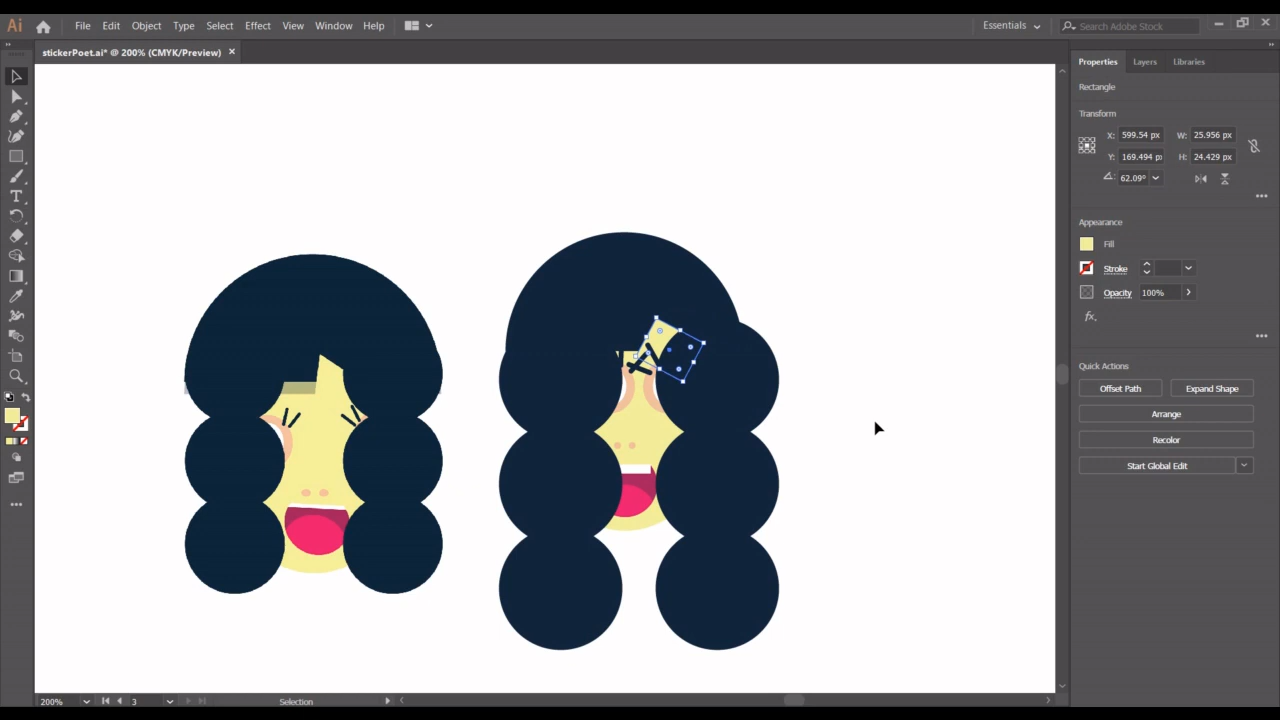 Ai File Edit Object Type Select Effect View Window Help Essentials Search Adobe Stock
stickerPoet.ai* @ 200% (CMYK/Preview) ×
Properties Layers Libraries
Rectangle
Transform
X: 599.54 px W: 25.956 px
Y: 169.494 p H: 24.429 px
62.09°
Appearance
Fill
Stroke
Opacity 100%
fx.
Quick Actions
Offset Path Expand Shape
Arrange
Recolor
Start Global Edit
200% 3 Selection